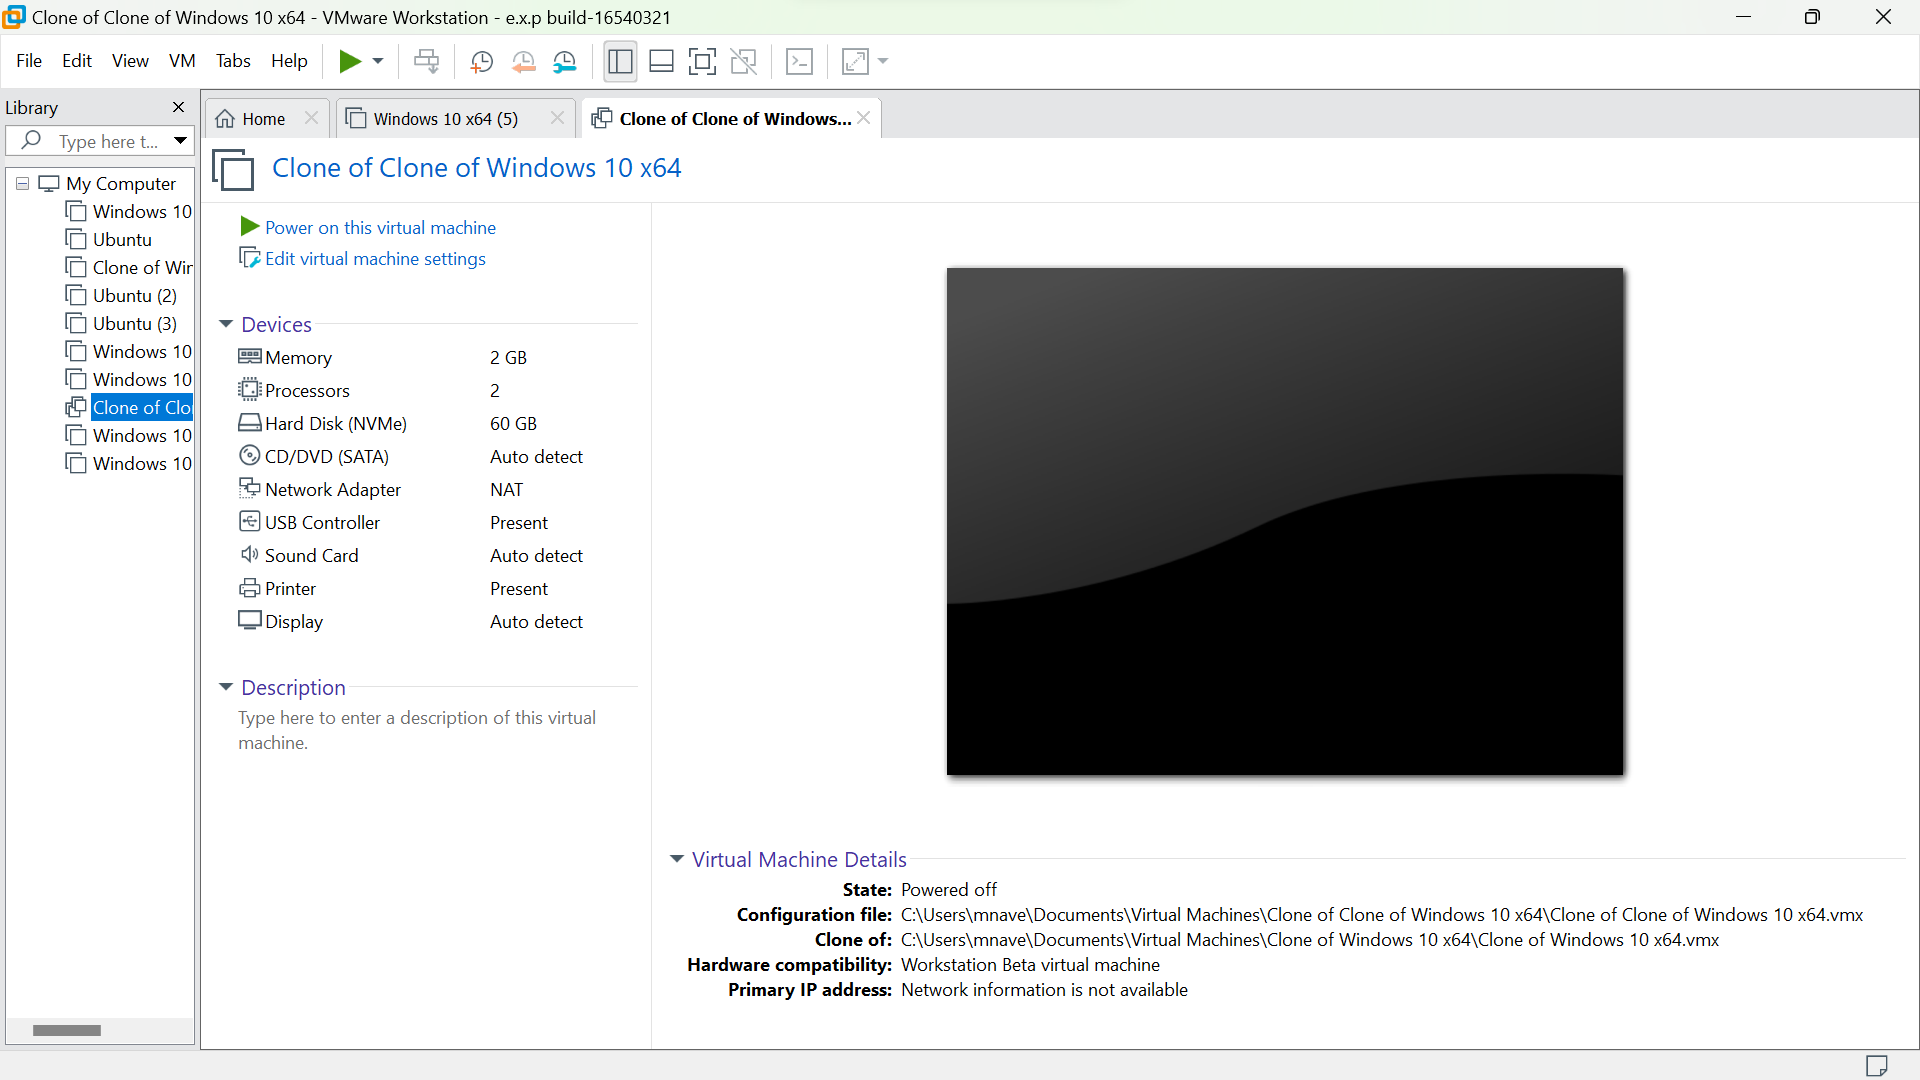 Clone of Clone of Windows 10 x64 - VMware Workstation - e.x.p build-16540321
File Edit View VM Tabs Help
Library
Type here t...
My Computer
Windows 10
Ubuntu
Clone of Wir
Ubuntu (2)
Ubuntu (3)
Windows 10
Windows 10
Clone of Clo
Windows 10
Windows 10
Home
Windows 10 x64 (5)
Clone of Clone of Windows...
Clone of Clone of Windows 10 x64
Power on this virtual machine
Edit virtual machine settings
Devices
Memory 2 GB
Processors 2
Hard Disk (NVMe) 60 GB
CD/DVD (SATA) Auto detect
Network Adapter NAT
USB Controller Present
Sound Card Auto detect
Printer Present
Display Auto detect
Description
Type here to enter a description of this virtual
machine.
Virtual Machine Details
State: Powered off
Configuration file: C:\Users\mnave\Documents\Virtual Machines\Clone of Clone of Windows 10 x64\Clone of Clone of Windows 10 x64.vmx
Clone of: C:\Users\mnave\Documents\Virtual Machines\Clone of Windows 10 x64\Clone of Windows 10 x64.vmx
Hardware compatibility: Workstation Beta virtual machine
Primary IP address: Network information is not available